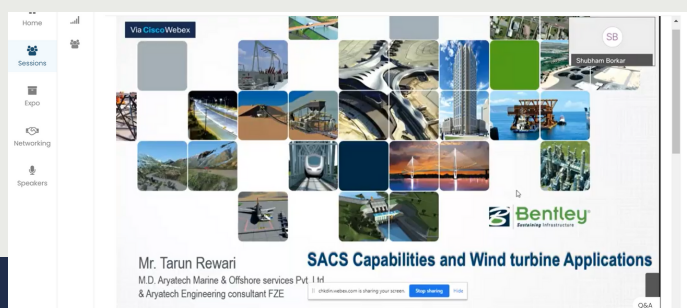 Home
Sessions
Expo
Networking
Speakers
Via CiscoWebex
SB
Shubham Borkar
Bentley®
Sustaining Infrastructure
SACS Capabilities and Wind turbine Applications
Mr. Tarun Rewari
M.D. Aryatech Marine & Offshore services Pvt. Ltd
& Aryatech Engineering consultant FZE
is sharing your screen.
Stop sharing
Hide
Q&A